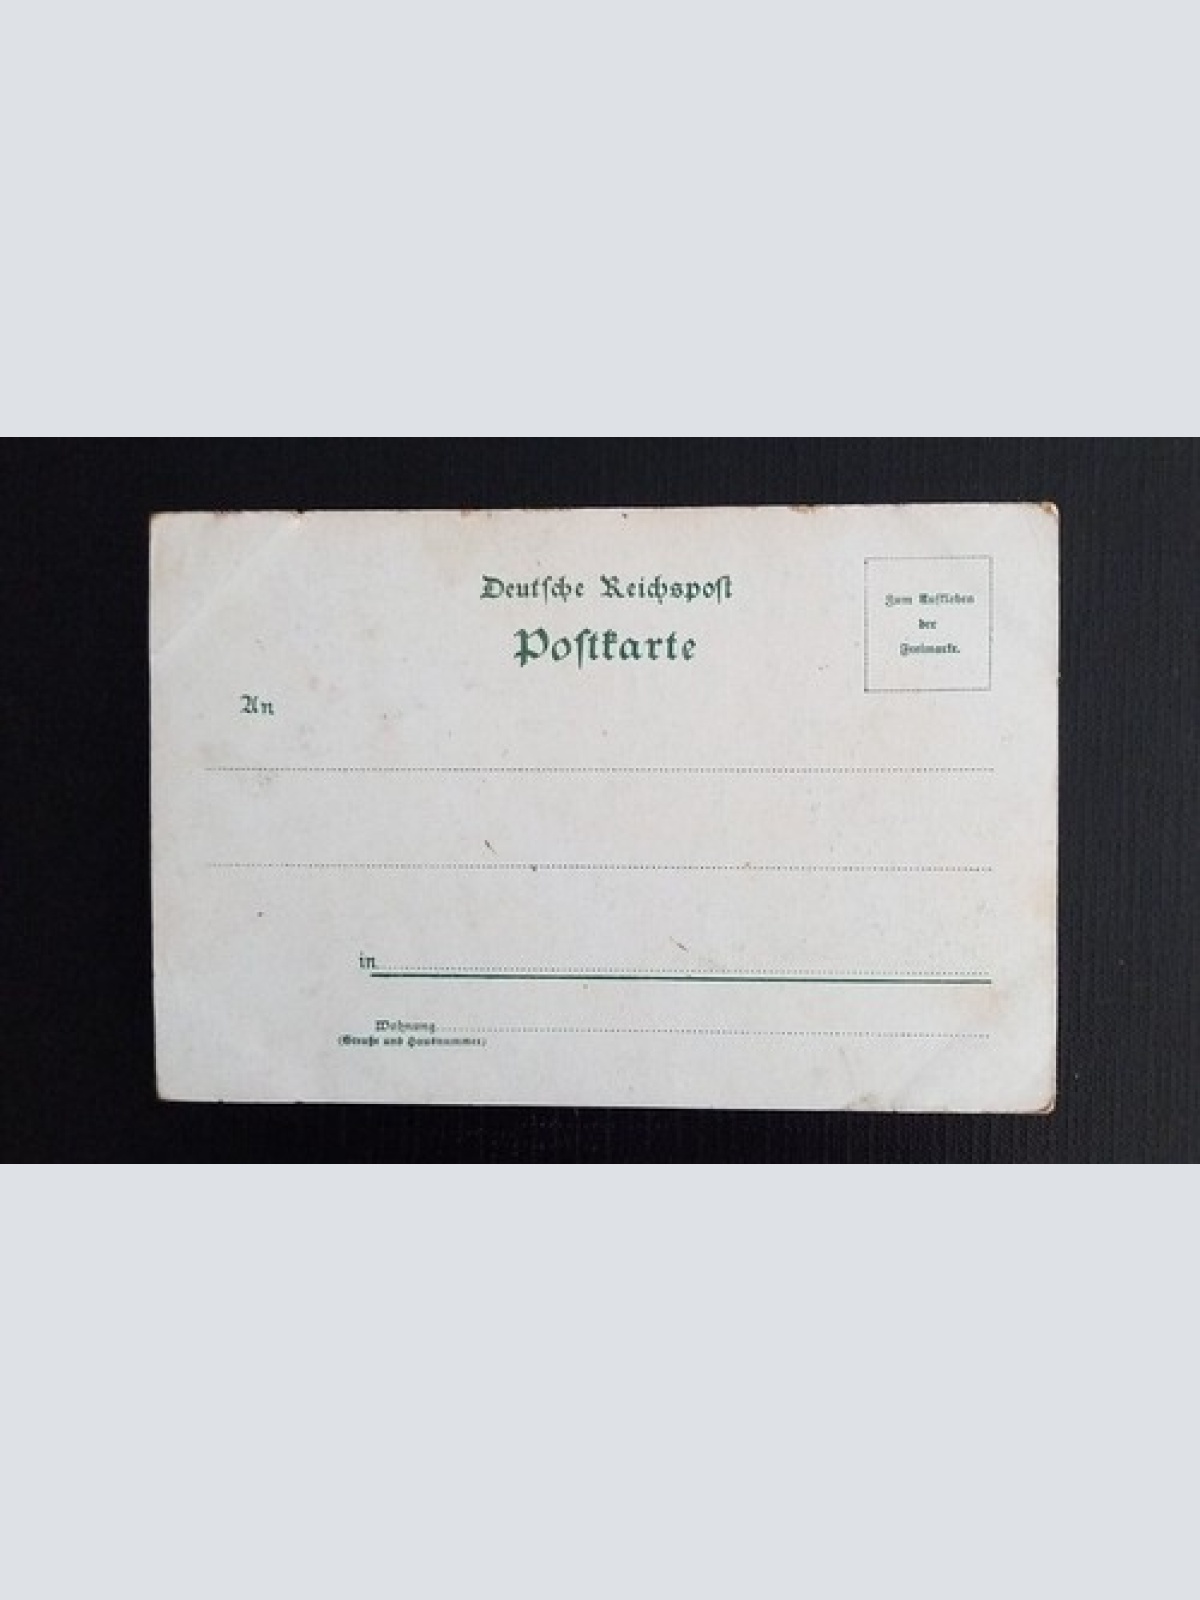 Deutsche Reichspost
Postkarte
Zum Aufkleben
der
Freimarke.
An
in
Wohnung
(Straße und Hausnummer)